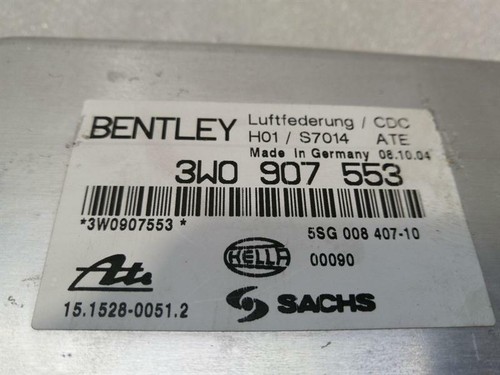 BENTLEY Luftfederung / CDC
H01 / S7014 ATE
Made in Germany 08.10.04
3W0 907 553
*3W0907553*
5SG 008 407-10
Ate HELLA 00090
15.1528-0051.2 SACHS